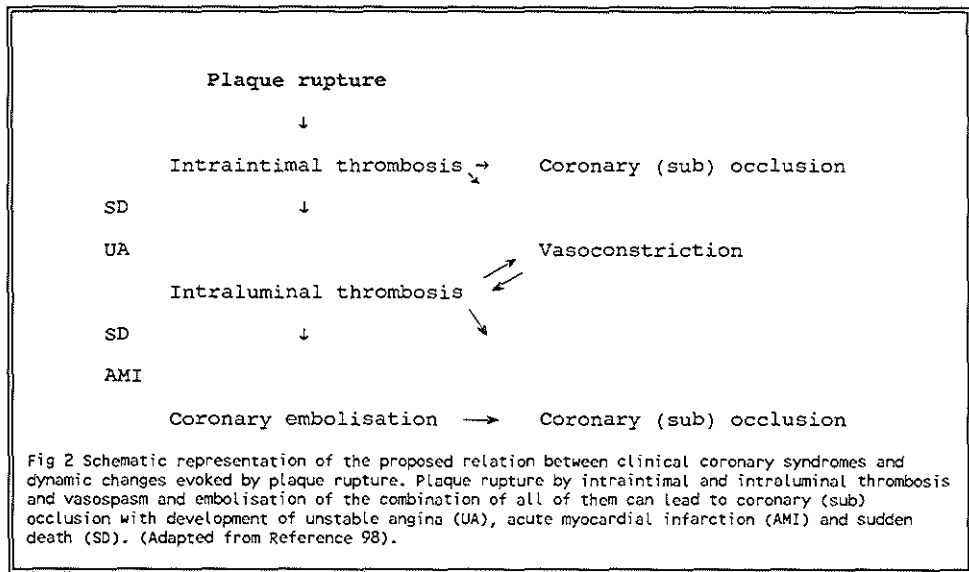 Plaque rupture
↓
Intraintimal thrombosis → Coronary (sub) occlusion
↘
SD ↓
UA Vasoconstriction
Intraluminal thrombosis
SD ↓
AMI
Coronary embolisation → Coronary (sub) occlusion
Fig 2 Schematic representation of the proposed relation between clinical coronary syndromes and
dynamic changes evoked by plaque rupture. Plaque rupture by intraintimal and intraluminal thrombosis
and vasospasm and embolisation of the combination of all of them can lead to coronary (sub)
occlusion with development of unstable angina (UA), acute myocardial infarction (AMI) and sudden
death (SD). (Adapted from Reference 98).